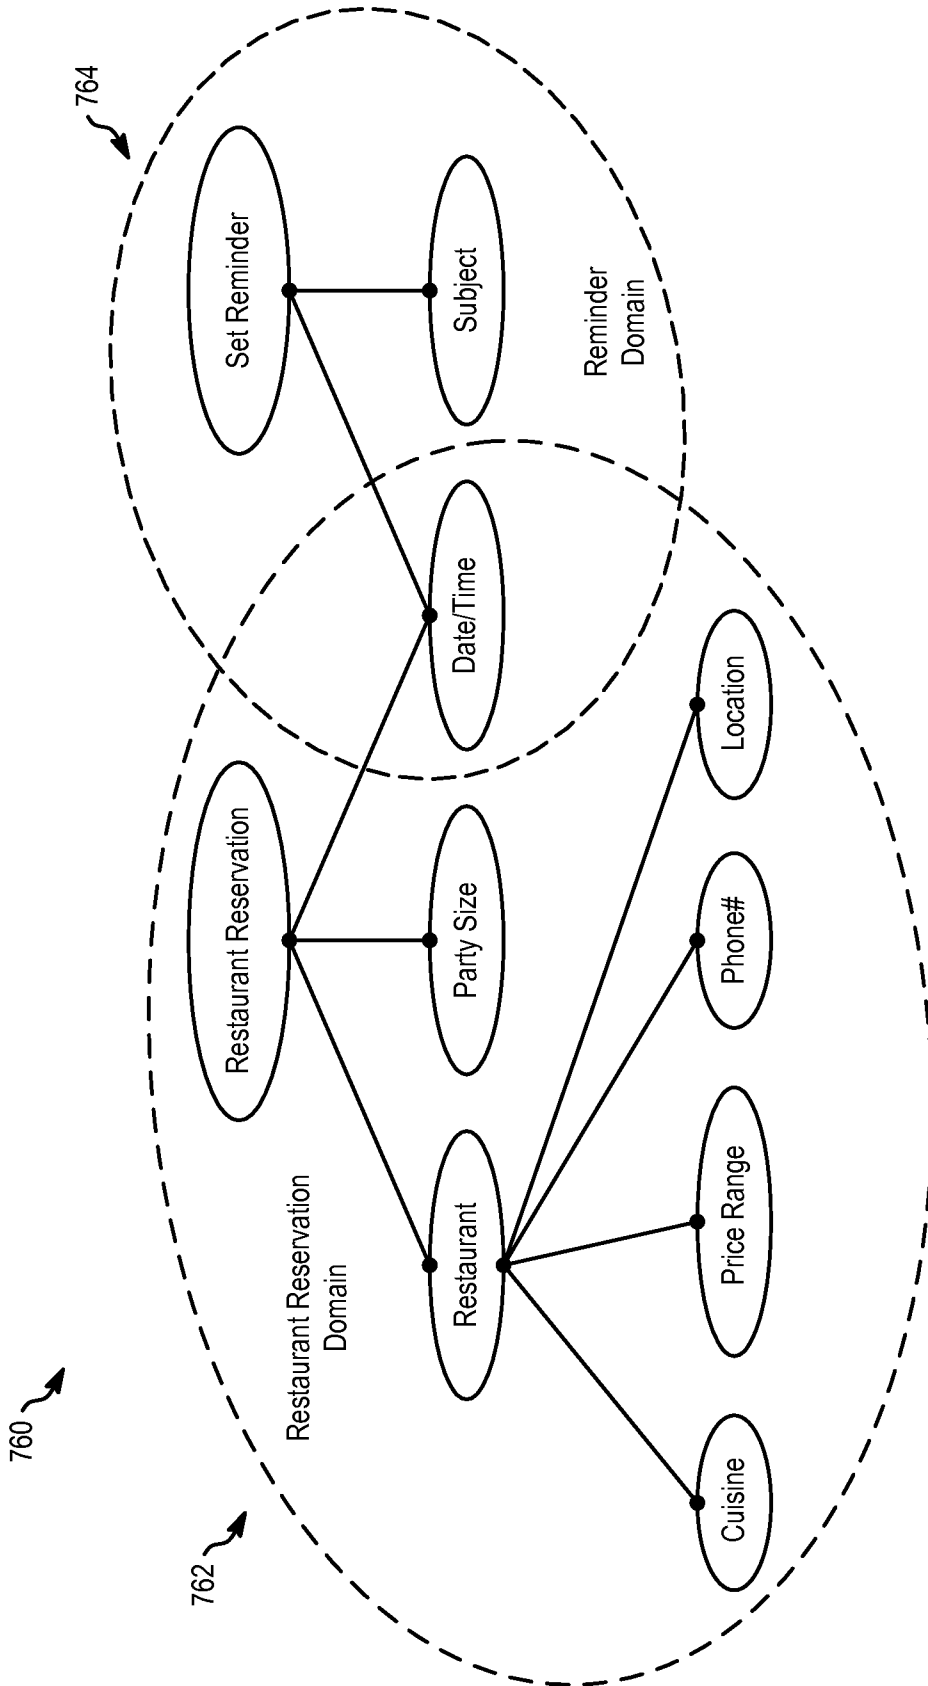 760
762
764
Restaurant Reservation
Domain
Restaurant Reservation
Set Reminder
Restaurant
Party Size
Date/Time
Subject
Reminder
Domain
Cuisine
Price Range
Phone#
Location